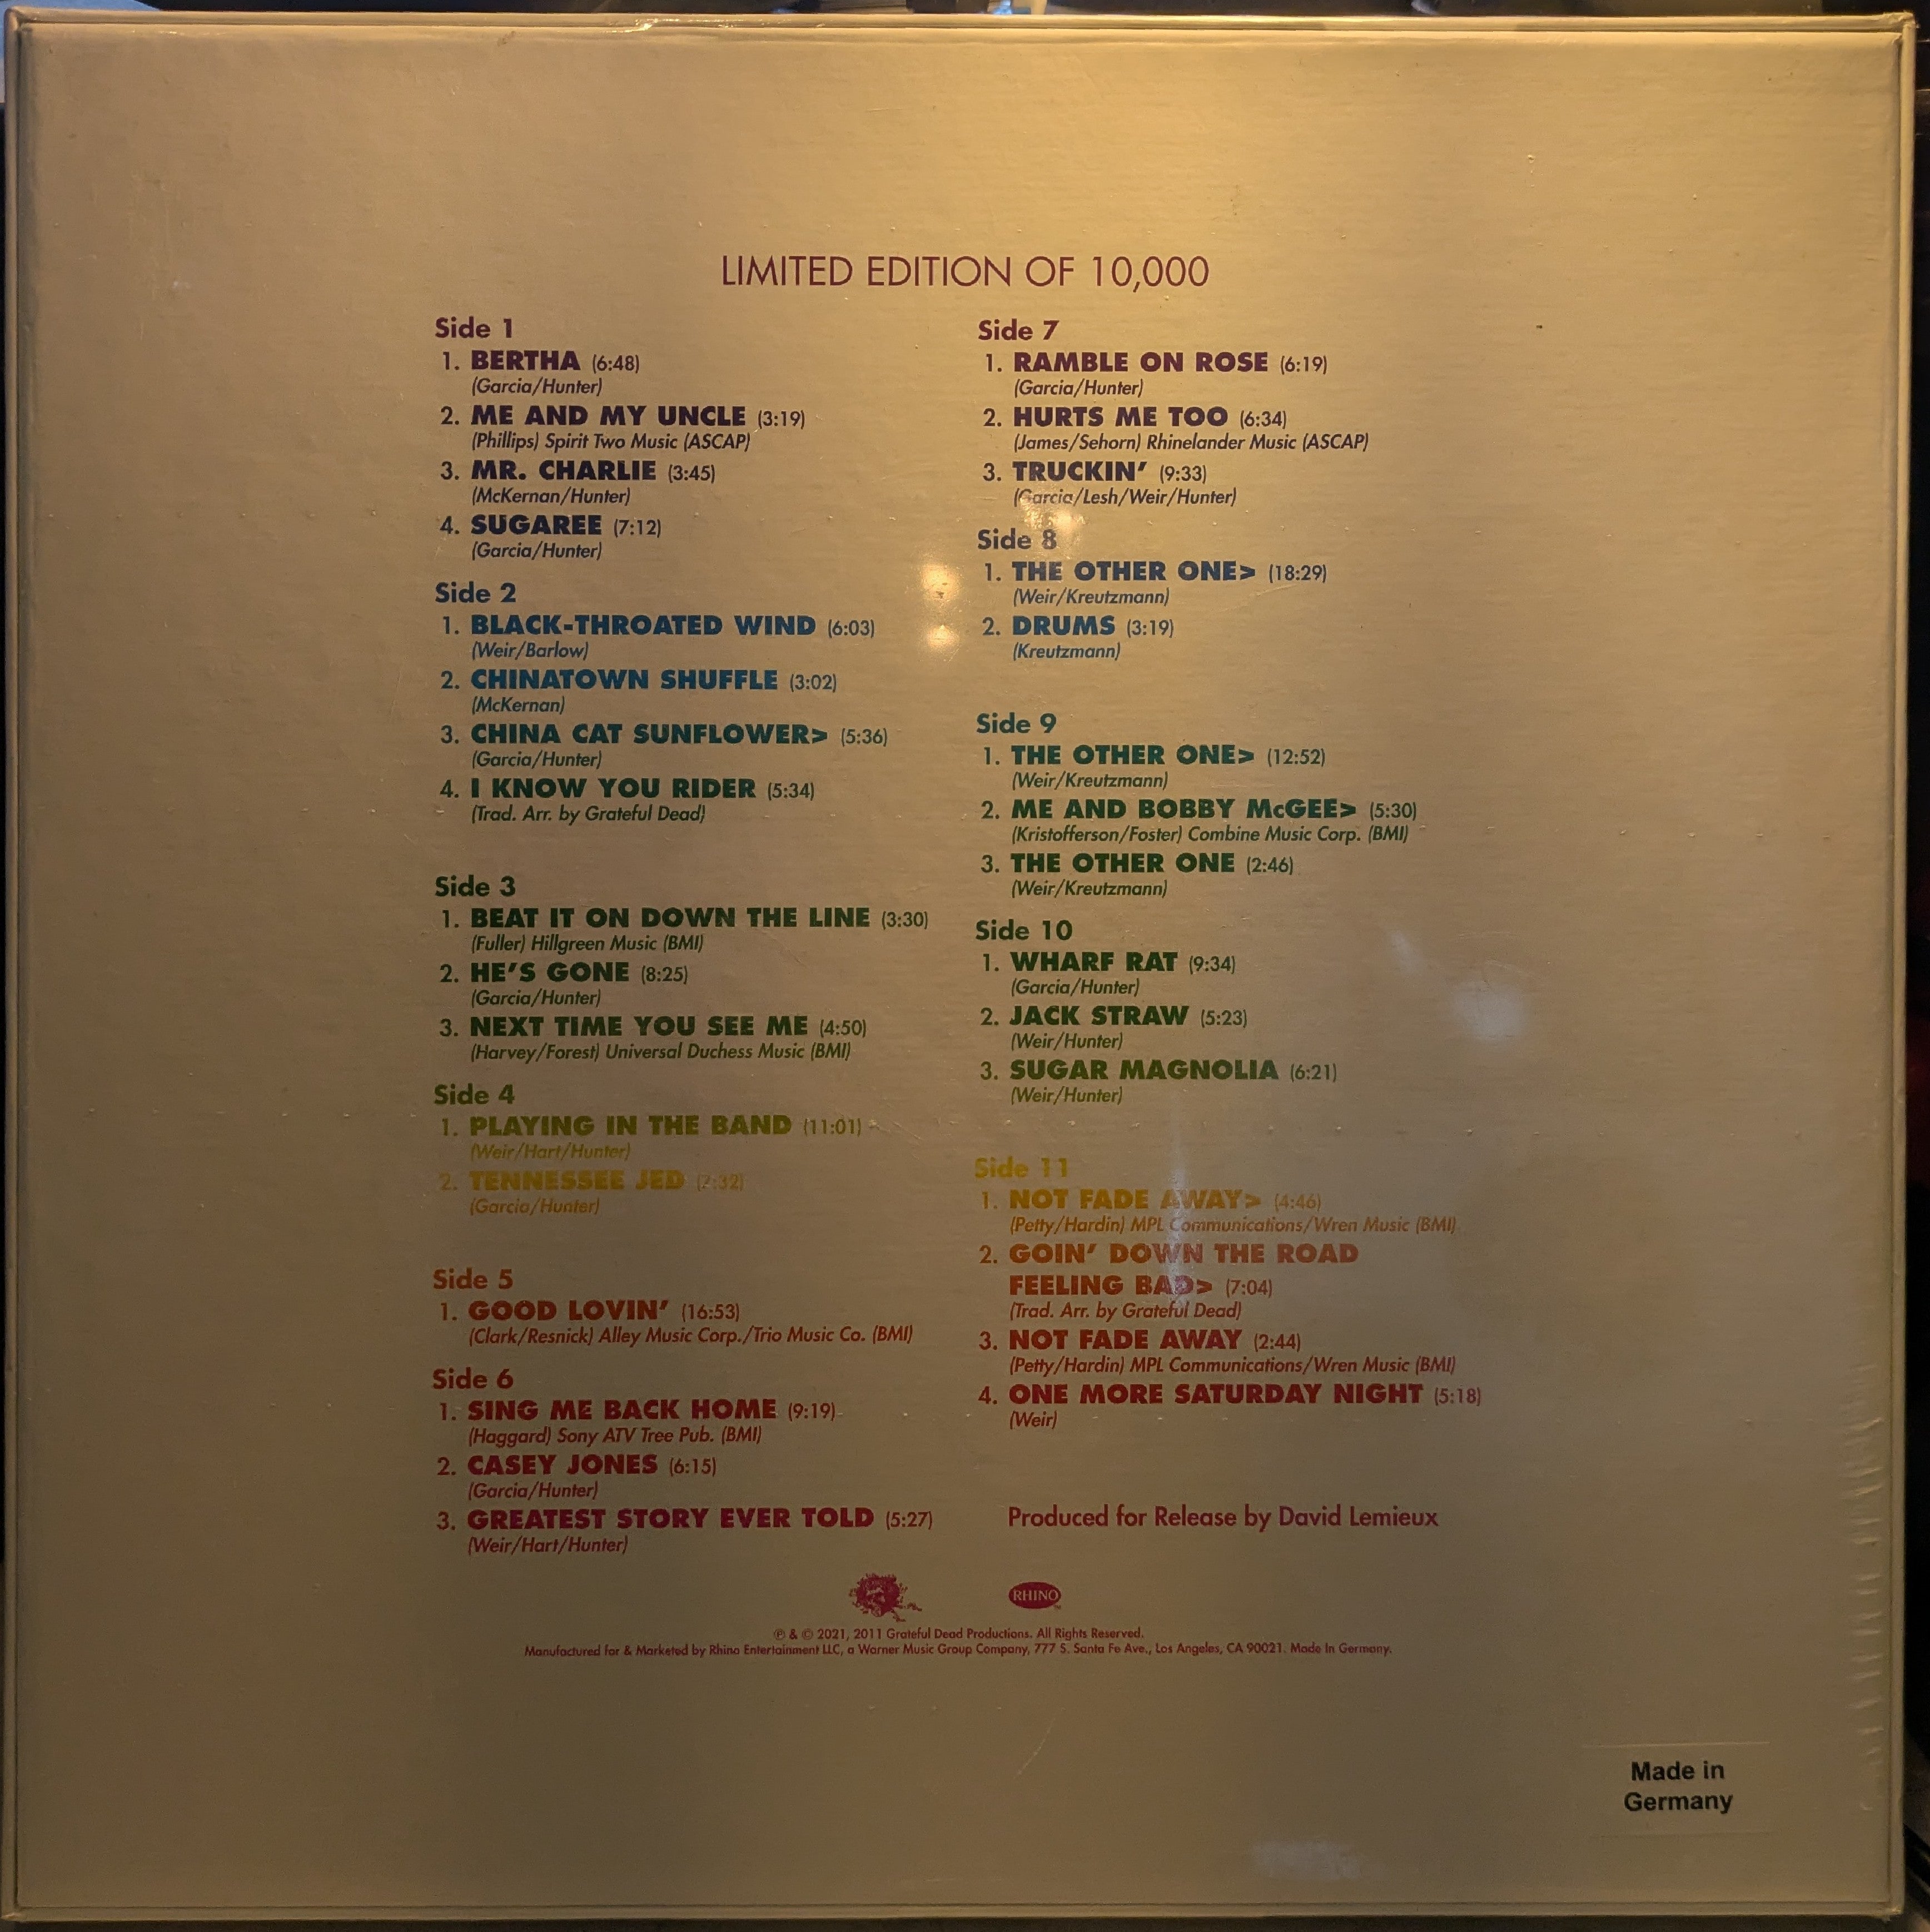 LIMITED EDITION OF 10,000
Side 1
1. BERTHA (6:48)
(Garcia/Hunter)
2. ME AND MY UNCLE (3:19)
(Phillips) Spirit Two Music (ASCAP)
3. MR. CHARLIE (3:45)
(McKernan/Hunter)
4. SUGAREE (7:12)
(Garcia/Hunter)
Side 2
1. BLACK-THROATED WIND (6:03)
(Weir/Barlow)
2. CHINATOWN SHUFFLE (3:02)
(McKernan)
3. CHINA CAT SUNFLOWER> (5:36)
(Garcia/Hunter)
4. I KNOW YOU RIDER (5:34)
(Trad. Arr. by Grateful Dead)
Side 3
1. BEAT IT ON DOWN THE LINE (3:30)
(Fuller) Hillgreen Music (BMI)
2. HE'S GONE (8:25)
(Garcia/Hunter)
3. NEXT TIME YOU SEE ME (4:50)
(Harvey/Forest) Universal Duchess Music (BMI)
Side 4
1. PLAYING IN THE BAND (11:01)
(Weir/Hart/Hunter)
2. TENNESSEE JED
(Garcia/Hunter)
Side 5
1. GOOD LOVIN' (16:53)
(Clark/Resnick) Alley Music Corp./Trio Music Co. (BMI)
Side 6
1. SING ME BACK HOME (9:19)
(Haggard) Sony ATV Tree Pub. (BMI)
2. CASEY JONES (6:15)
(Garcia/Hunter)
3. GREATEST STORY EVER TOLD (5:27)
(Weir/Hart/Hunter)
Side 7
1. RAMBLE ON ROSE (6:19)
(Garcia/Hunter)
2. HURTS ME TOO (6:34)
(James/Sehorn) Rhinelander Music (ASCAP)
3. TRUCKIN' (9:33)
(Garcia/Lesh/Weir/Hunter)
Side 8
1. THE OTHER ONE> (18:29)
(Weir/Kreutzmann)
2. DRUMS (3:19)
(Kreutzmann)
Side 9
1. THE OTHER ONE> (12:52)
(Weir/Kreutzmann)
2. ME AND BOBBY McGEE> (5:30)
(Kristofferson/Foster) Combine Music Corp. (BMI)
3. THE OTHER ONE (2:46)
(Weir/Kreutzmann)
Side 10
1. WHARF RAT (9:34)
(Garcia/Hunter)
2. JACK STRAW (5:23)
(Weir/Hunter)
3. SUGAR MAGNOLIA (6:21)
(Weir/Hunter)
Side 11
1. NOT FADE AWAY> (4:46)
(Petty/Hardin) MPL Communications/Wren Music (BMI)
2. GOIN' DOWN THE ROAD
FEELING BAD> (7:04)
(Trad. Arr. by Grateful Dead)
3. NOT FADE AWAY (2:44)
(Petty/Hardin) MPL Communications/Wren Music (BMI)
4. ONE MORE SATURDAY NIGHT (5:18)
(Weir)
Produced for Release by David Lemieux
RHINO
℗ & © 2021, 2011 Grateful Dead Productions. All Rights Reserved.
Manufactured for & Marketed by Rhino Entertainment LLC, a Warner Music Group Company, 777 S. Santa Fe Ave., Los Angeles, CA 90021. Made In Germany.
Made in
Germany